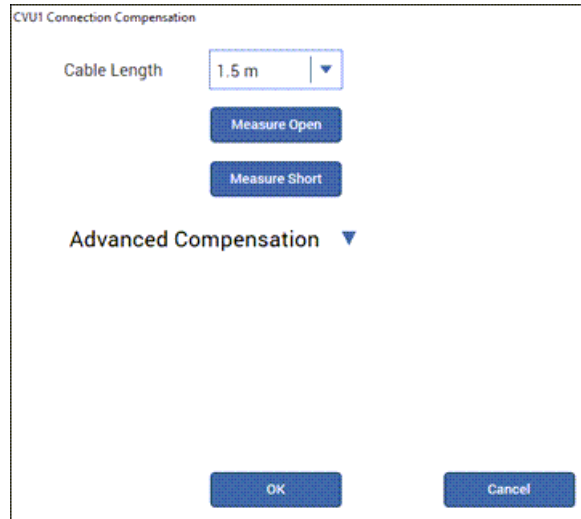 CVU1 Connection Compensation
Cable Length 1.5 m
Measure Open
Measure Short
Advanced Compensation
OK Cancel